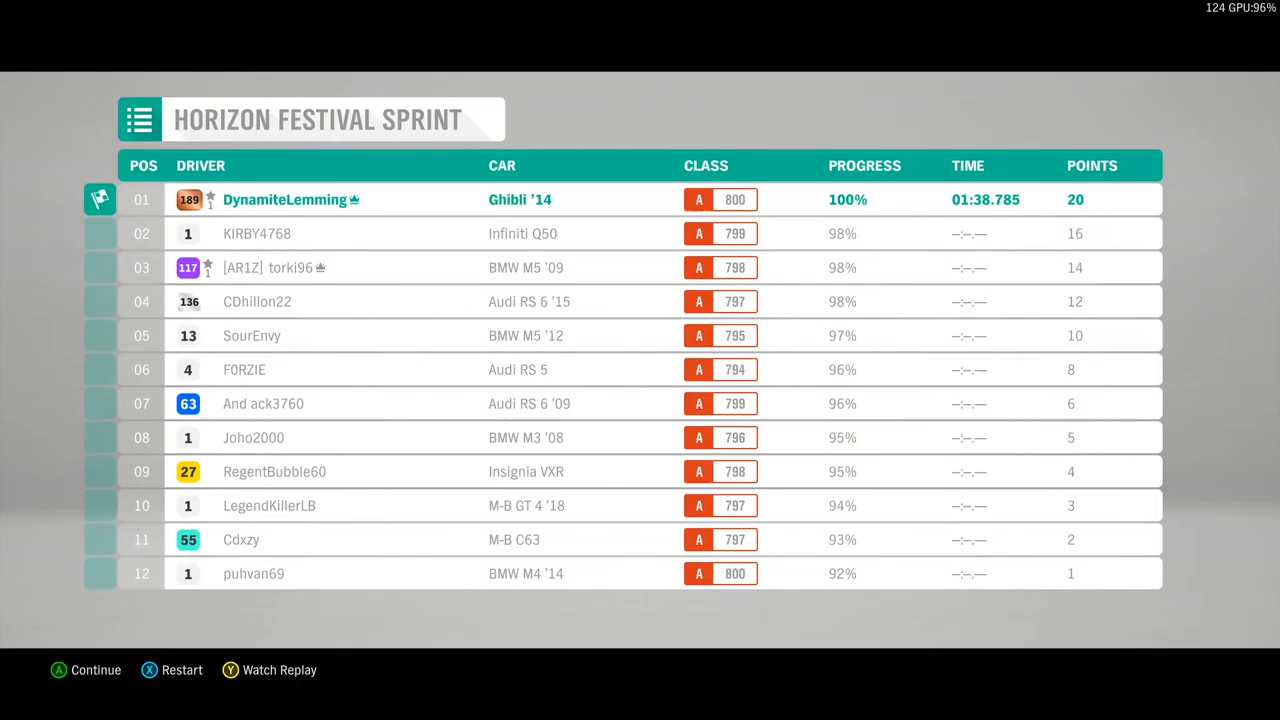 124 GPU:96%
HORIZON FESTIVAL SPRINT
POS DRIVER CAR CLASS PROGRESS TIME POINTS
01 189 1 DynamiteLemming Ghibli '14 A 800 100% 01:38.785 20
02 1 KIRBY4768 Infiniti Q50 A 799 98% –:–.–– 16
03 117 1 [AR1Z] torki96 BMW M5 '09 A 798 98% –:–.–– 14
04 136 CDhillon22 Audi RS 6 '15 A 797 98% –:–.–– 12
05 13 SourEnvy BMW M5 '12 A 795 97% –:–.–– 10
06 4 F0RZIE Audi RS 5 A 794 96% –:–.–– 8
07 63 And ack3760 Audi RS 6 '09 A 799 96% –:–.–– 6
08 1 Joho2000 BMW M3 '08 A 796 95% –:–.–– 5
09 27 RegentBubble60 Insignia VXR A 798 95% –:–.–– 4
10 1 LegendKillerLB M-B GT 4 '18 A 797 94% –:–.–– 3
11 55 Cdxzy M-B C63 A 797 93% –:–.–– 2
12 1 puhvan69 BMW M4 '14 A 800 92% –:–.–– 1
A Continue X Restart Y Watch Replay